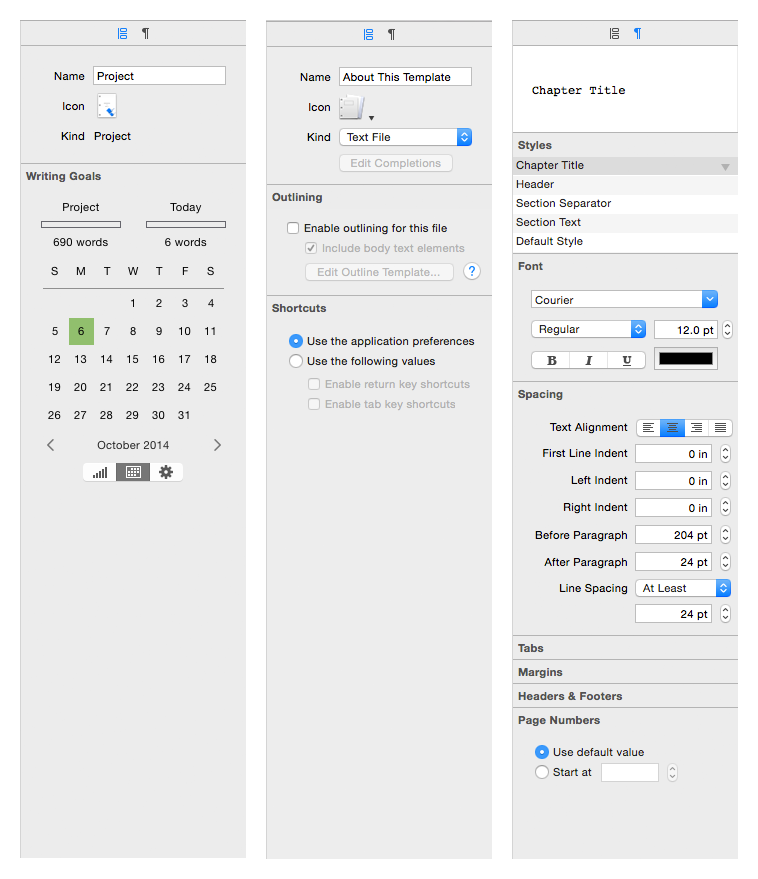 ¶
Name Project
Icon
Kind Project
Writing Goals
Project Today
690 words 6 words
S M T W T F S
1 2 3 4
5 6 7 8 9 10 11
12 13 14 15 16 17 18
19 20 21 22 23 24 25
26 27 28 29 30 31
October 2014
¶
Name About This Template
Icon
Kind Text File
Edit Completions
Outlining
Enable outlining for this file
Include body text elements
Edit Outline Template... ?
Shortcuts
Use the application preferences
Use the following values
Enable return key shortcuts
Enable tab key shortcuts
¶
Chapter Title
Styles
Chapter Title
Header
Section Separator
Section Text
Default Style
Font
Courier
Regular 12.0 pt
B I U
Spacing
Text Alignment
First Line Indent 0 in
Left Indent 0 in
Right Indent 0 in
Before Paragraph 204 pt
After Paragraph 24 pt
Line Spacing At Least
24 pt
Tabs
Margins
Headers & Footers
Page Numbers
Use default value
Start at